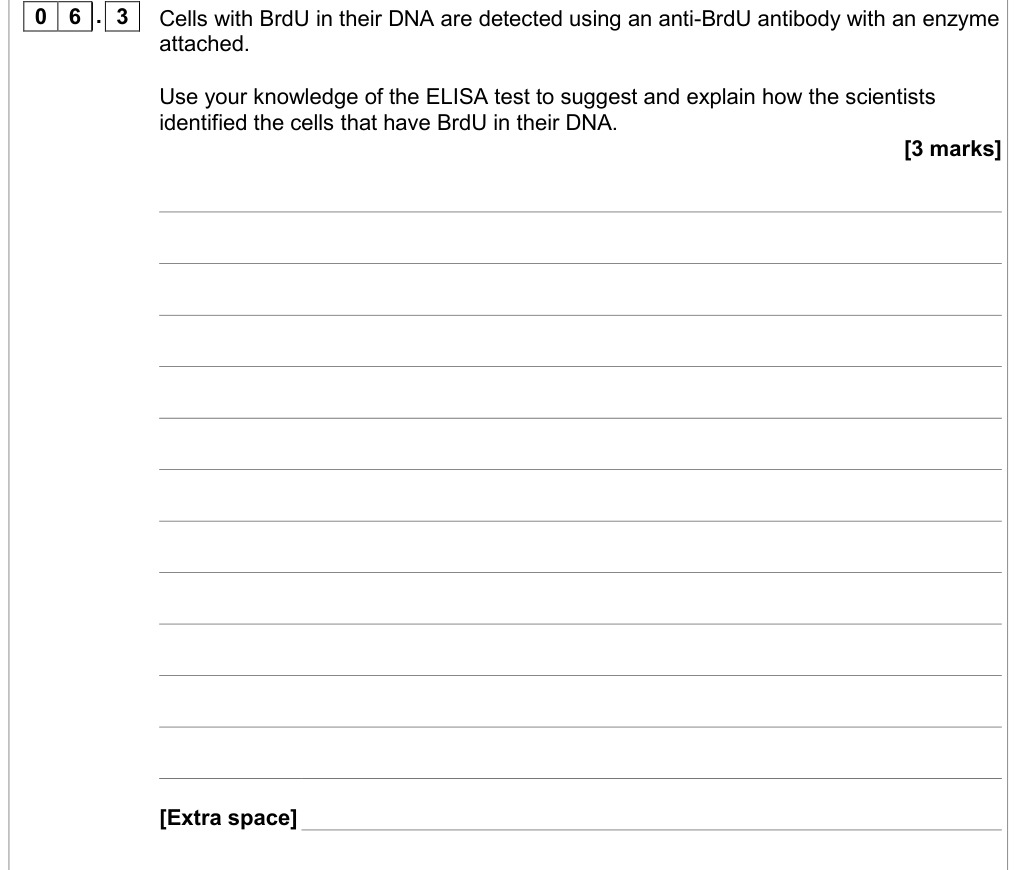 0 6 . 3 Cells with BrdU in their DNA are detected using an anti-BrdU antibody with an enzyme
attached.
Use your knowledge of the ELISA test to suggest and explain how the scientists
identified the cells that have BrdU in their DNA.
[3 marks]
[Extra space]